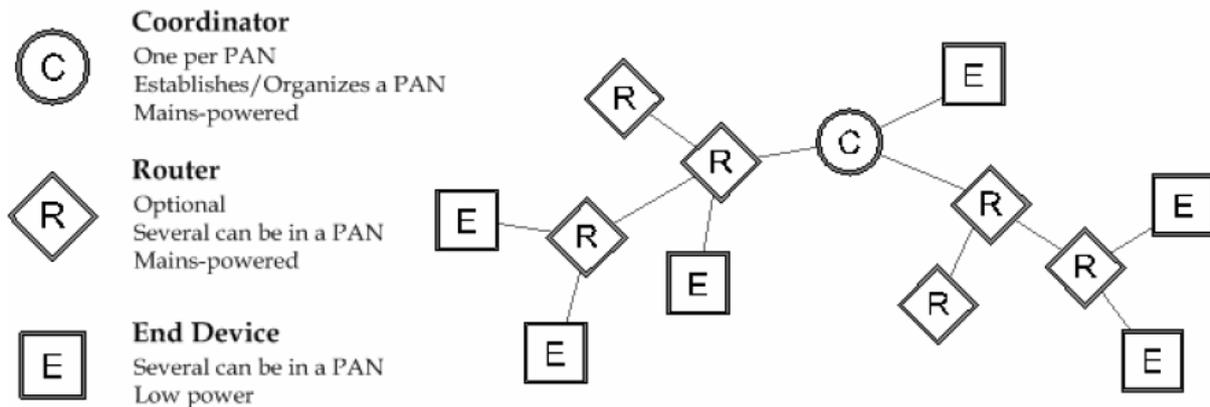 C
Coordinator
One per PAN
Establishes/Organizes a PAN
Mains-powered
R
Router
Optional
Several can be in a PAN
Mains-powered
E
End Device
Several can be in a PAN
Low power
E
R
C
R
E
R
E
R
R
E
R
E
E